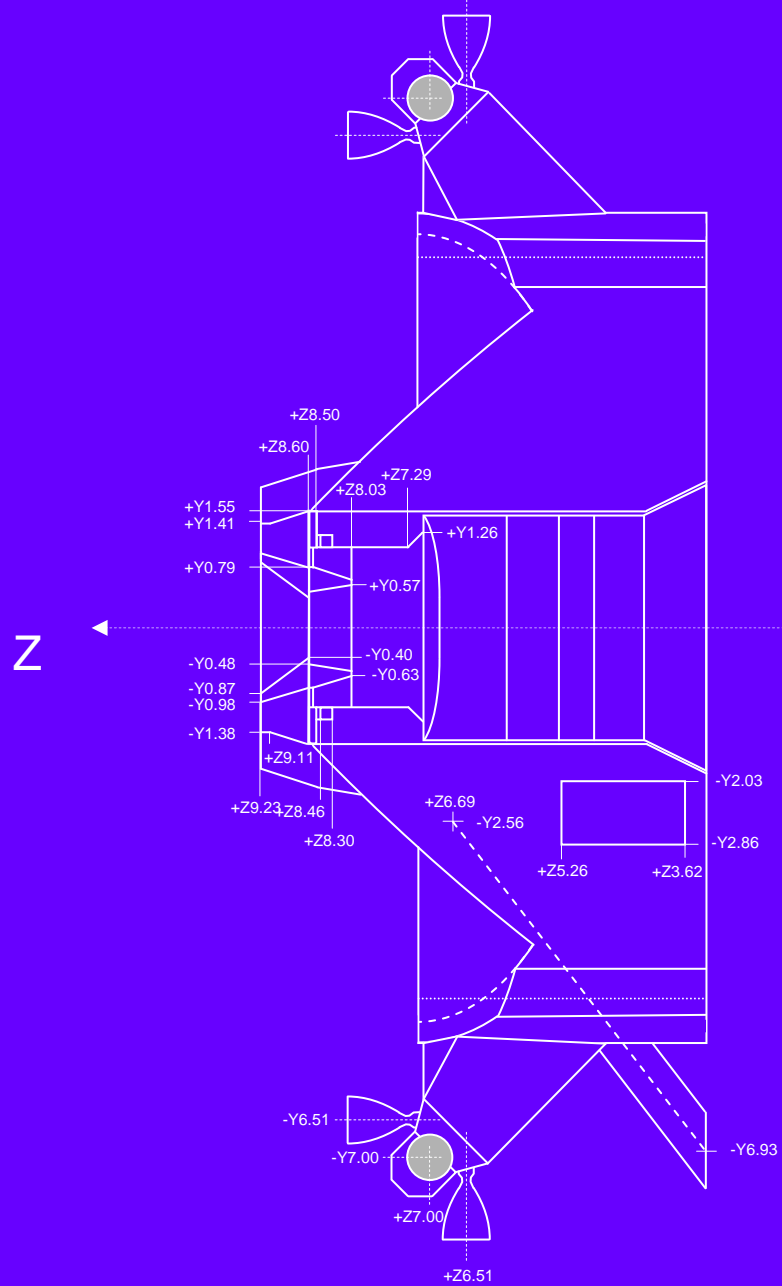 +Z8.50
+Z8.60
+Z7.29
+Z8.03
+Y1.55
+Y1.41
+Y1.26
+Y0.79
+Y0.57
Z
-Y0.40
-Y0.48
-Y0.63
-Y0.87
-Y0.98
-Y1.38
+Z9.11
-Y2.03
+Z6.69
+Z9.23
+Z8.46
-Y2.56
+Z8.30
-Y2.86
+Z5.26
+Z3.62
-Y6.51
-Y6.93
-Y7.00
+Z7.00
+Z6.51